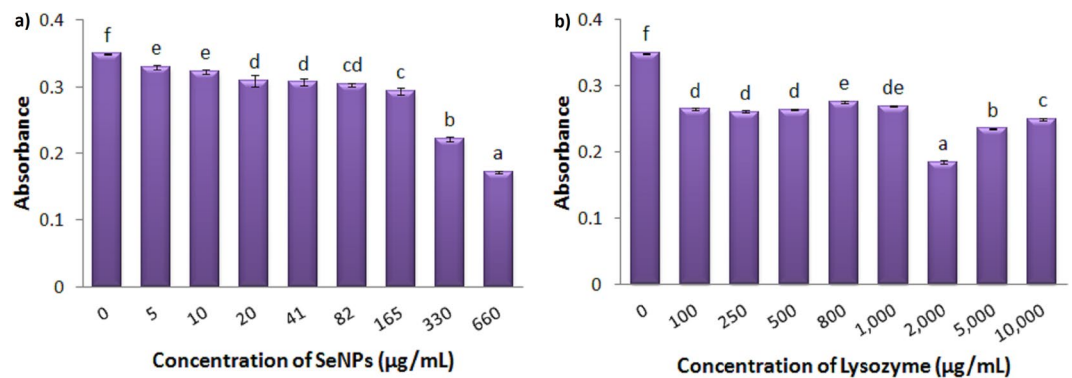 a)
Absorbance
0.4
0.3
0.2
0.1
0
f
e
e
d
d
cd
c
b
a
0
5
10
20
41
82
165
330
660
Concentration of SeNPs (µg/mL)
b)
Absorbance
0.4
0.3
0.2
0.1
0
f
d
d
d
e
de
a
b
c
0
100
250
500
800
1,000
2,000
5,000
10,000
Concentration of Lysozyme (µg/mL)